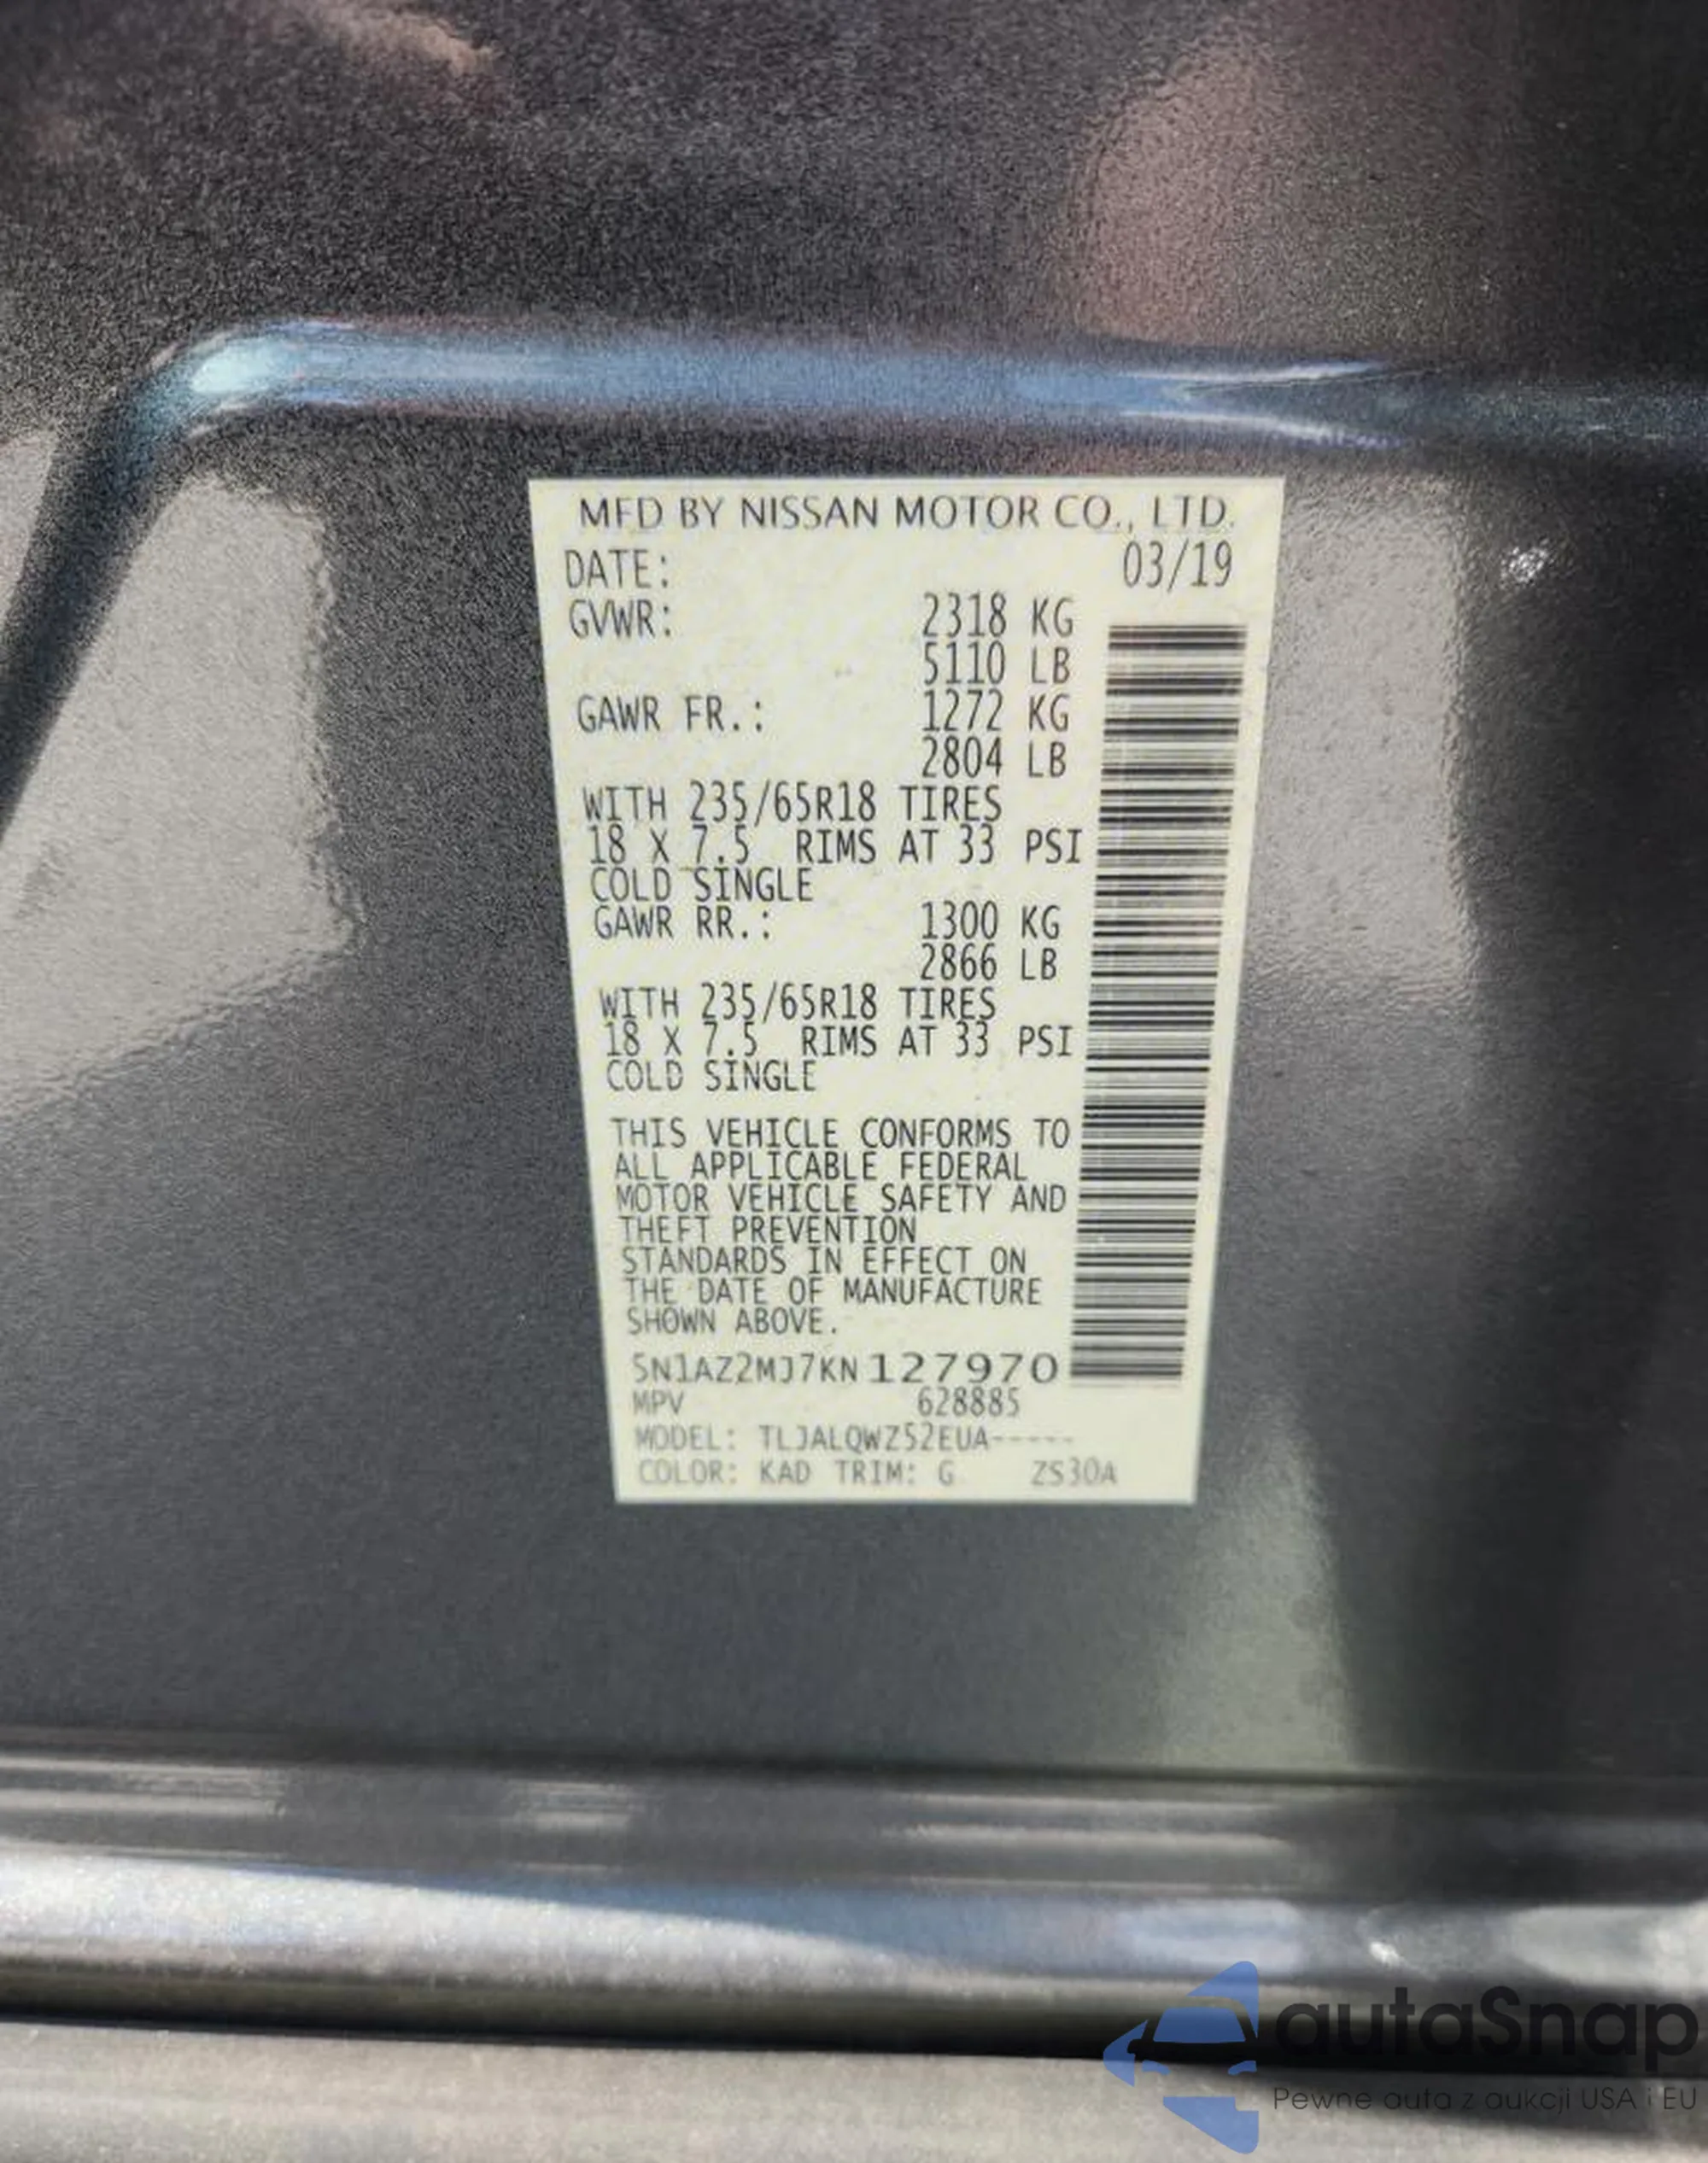 MFD BY NISSAN MOTOR CO., LTD.
DATE: 03/19
GVWR: 2318 KG
5110 LB
GAWR FR.: 1272 KG
2804 LB
WITH 235/65R18 TIRES
18 X 7.5 RIMS AT 33 PSI
COLD SINGLE
GAWR RR.: 1300 KG
2866 LB
WITH 235/65R18 TIRES
18 X 7.5 RIMS AT 33 PSI
COLD SINGLE
THIS VEHICLE CONFORMS TO
ALL APPLICABLE FEDERAL
MOTOR VEHICLE SAFETY AND
THEFT PREVENTION
STANDARDS IN EFFECT ON
THE DATE OF MANUFACTURE
SHOWN ABOVE.
5N1AZ2MJ7KN127970
MPV 628885
MODEL: TLJALQWZ52EUA-----
COLOR: KAD TRIM: G ZS30A
autaSnap
Pewne auta z aukcji USA i EU